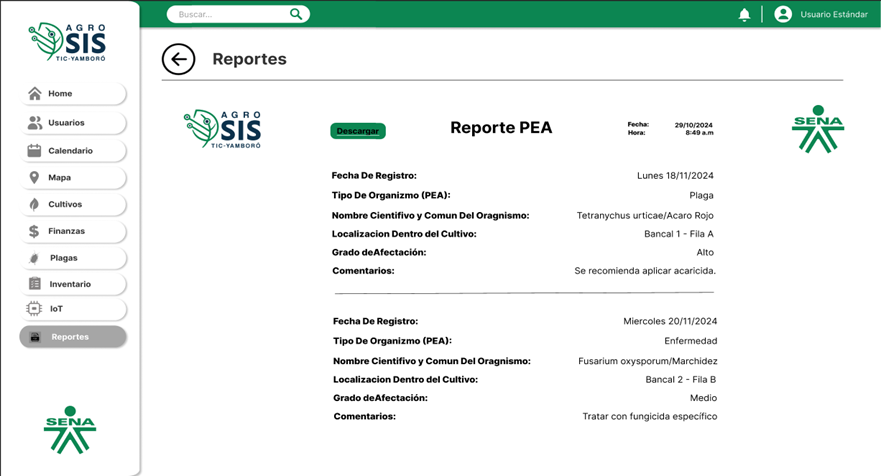 AGRO
SIS
TIC-YAMBORÓ
Buscar...
Usuario Estándar
Home
Usuarios
Calendario
Mapa
Cultivos
Finanzas
Plagas
Inventario
IoT
Reportes
SENA
Reportes
AGRO
SIS
TIC-YAMBORÓ
Descargar
Reporte PEA
Fecha: 29/10/2024
Hora: 8:49 a.m
SENA
Fecha De Registro: Lunes 18/11/2024
Tipo De Organizmo (PEA): Plaga
Nombre Cientifivo y Comun Del Oragnismo: Tetranychus urticae/Acaro Rojo
Localizacion Dentro del Cultivo: Bancal 1 - Fila A
Grado deAfectación: Alto
Comentarios: Se recomienda aplicar acaricida.
Fecha De Registro: Miercoles 20/11/2024
Tipo De Organizmo (PEA): Enfermedad
Nombre Cientifivo y Comun Del Oragnismo: Fusarium oxysporum/Marchidez
Localizacion Dentro del Cultivo: Bancal 2 - Fila B
Grado deAfectación: Medio
Comentarios: Tratar con fungicida específico